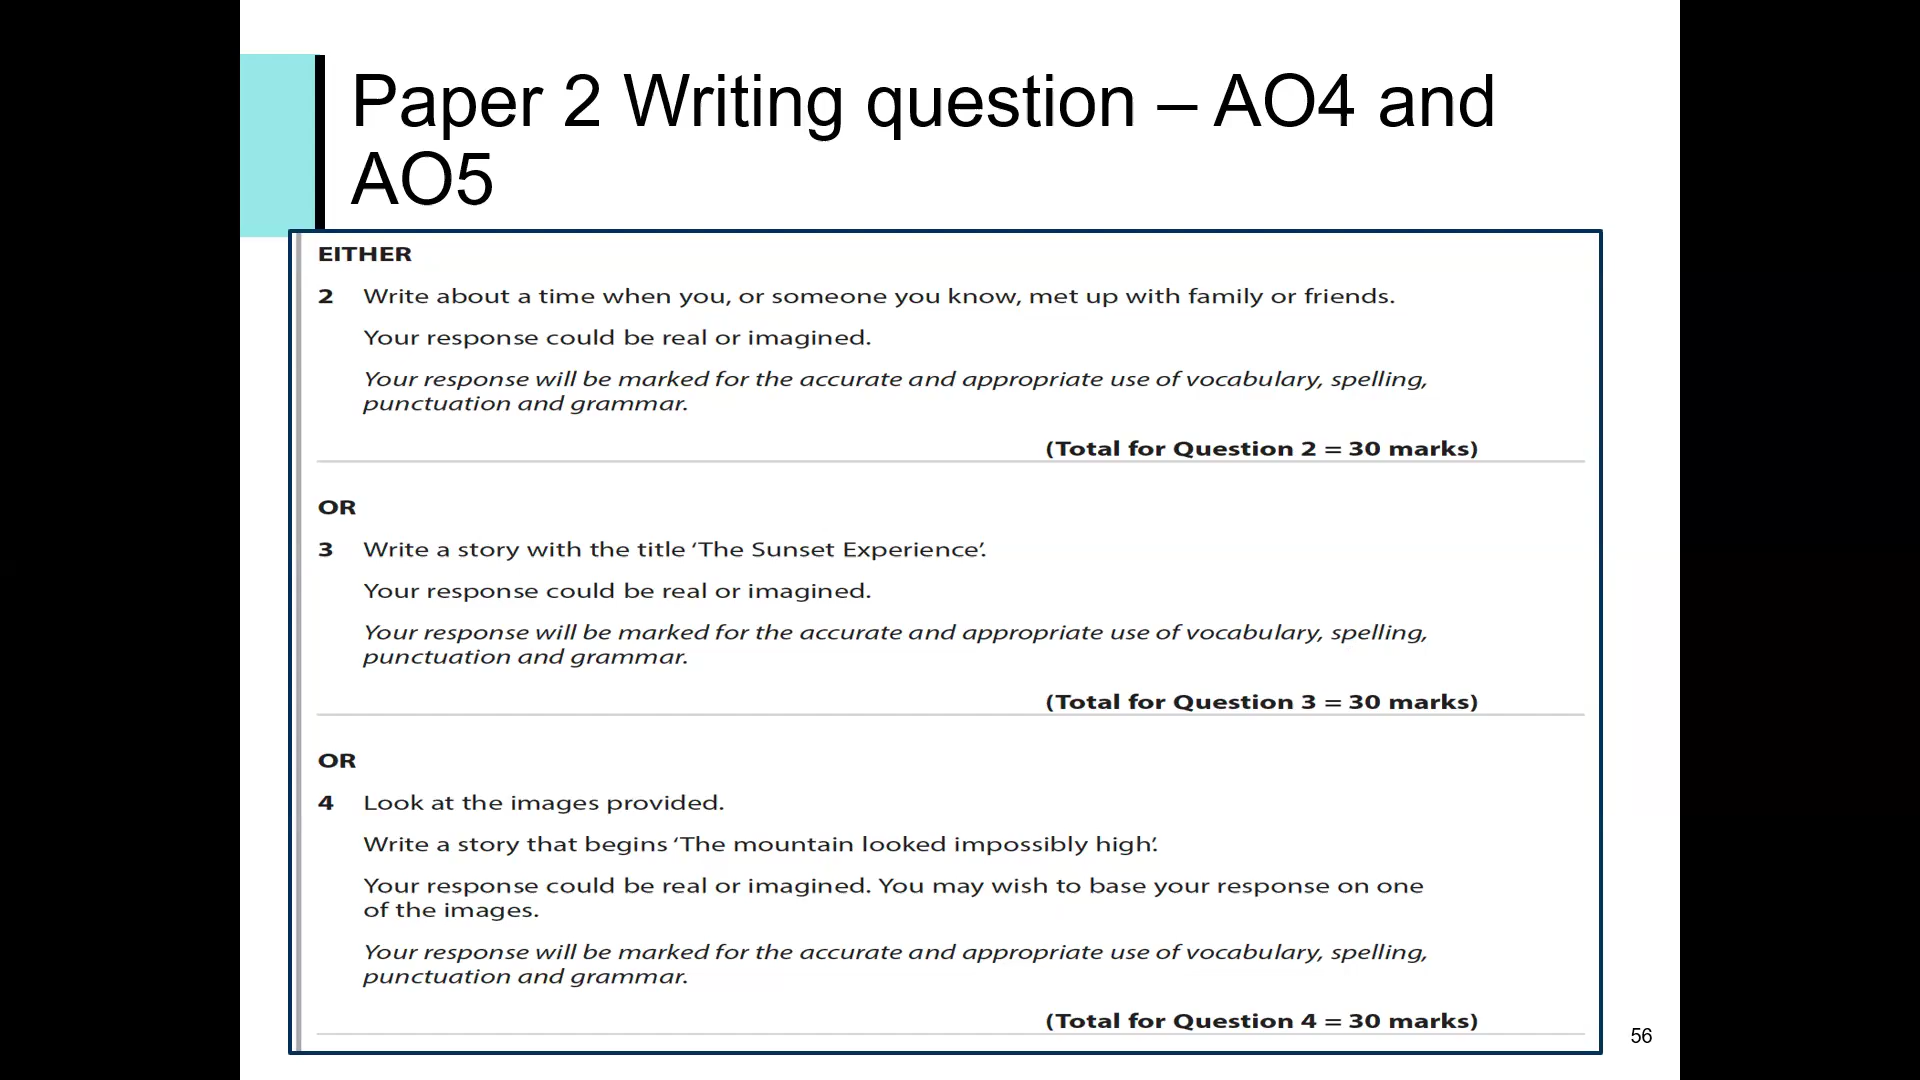 Paper 2 Writing question – AO4 and
AO5
EITHER
2 Write about a time when you, or someone you know, met up with family or friends.
Your response could be real or imagined.
Your response will be marked for the accurate and appropriate use of vocabulary, spelling,
punctuation and grammar.
(Total for Question 2 = 30 marks)
OR
3 Write a story with the title ‘The Sunset Experience’.
Your response could be real or imagined.
Your response will be marked for the accurate and appropriate use of vocabulary, spelling,
punctuation and grammar.
(Total for Question 3 = 30 marks)
OR
4 Look at the images provided.
Write a story that begins ‘The mountain looked impossibly high’.
Your response could be real or imagined. You may wish to base your response on one
of the images.
Your response will be marked for the accurate and appropriate use of vocabulary, spelling,
punctuation and grammar.
(Total for Question 4 = 30 marks)
56